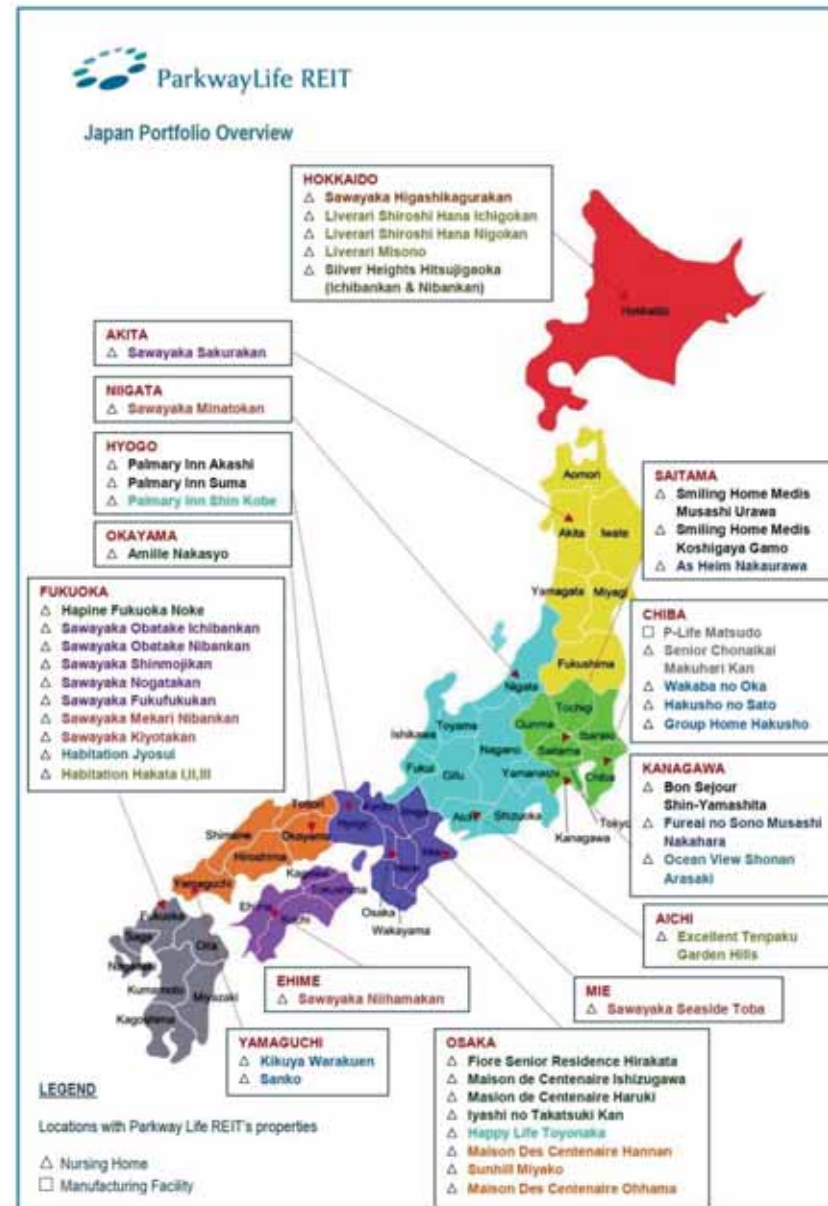 ParkwayLife REIT
Japan Portfolio Overview
HOKKAIDO
△ Sawayaka Higashikagurakan
△ Liverari Shiroshi Hana Ichigokan
△ Liverari Shiroshi Hana Nigokan
△ Liverari Misono
△ Silver Heights Hitsujigaoka
(Ichibankan & Nibankan)
Hokkaido
AKITA
△ Sawayaka Sakurakan
NIIGATA
△ Sawayaka Minatokan
HYOGO
△ Palmary Inn Akashi
△ Palmary Inn Suma
△ Palmary Inn Shin Kobe
OKAYAMA
△ Amille Nakasyo
FUKUOKA
△ Hapine Fukuoka Noke
△ Sawayaka Obatake Ichibankan
△ Sawayaka Obatake Nibankan
△ Sawayaka Shinmojikan
△ Sawayaka Nogatakan
△ Sawayaka Fukufukukan
△ Sawayaka Mekari Nibankan
△ Sawayaka Kiyotakan
△ Habitation Jyosui
△ Habitation Hakata I,II,III
SAITAMA
△ Smiling Home Medis
Musashi Urawa
△ Smiling Home Medis
Koshigaya Gamo
△ As Heim Nakaurawa
CHIBA
□ P-Life Matsudo
△ Senior Chonaikai
Makuhari Kan
△ Wakaba no Oka
△ Hakusho no Sato
△ Group Home Hakusho
KANAGAWA
△ Bon Sejour
Shin-Yamashita
△ Fureai no Sono Musashi
Nakahara
△ Ocean View Shonan
Arasaki
AICHI
△ Excellent Tenpaku
Garden Hills
MIE
△ Sawayaka Seaside Toba
EHIME
△ Sawayaka Niihamakan
YAMAGUCHI
△ Kikuya Warakuen
△ Sanko
OSAKA
△ Fiore Senior Residence Hirakata
△ Maison de Centenaire Ishizugawa
△ Masion de Centenaire Haruki
△ Iyashi no Takatsuki Kan
△ Happy Life Toyonaka
△ Maison Des Centenaire Hannan
△ Sunhill Miyako
△ Maison Des Centenaire Ohhama
Aomori
Akita
Iwate
Yamagata
Miyagi
Fukushima
Nigata
Tochigi
Gunma
Ibaraki
Saitama
Toyama
Ishikawa
Nagano
Fukui
Gifu
Yamanashi
Chiba
Tokyo
Aichi
Shizuoka
Kanagawa
Tottori
Shimane
Okayama
Hiroshima
Yamaguchi
Hyogo
Osaka
Wakayama
Ehime
Kochi
Fukuoka
Saga
Oita
Kumamoto
Miyazaki
Kagoshima
LEGEND
Locations with Parkway Life REIT's properties
△ Nursing Home
□ Manufacturing Facility